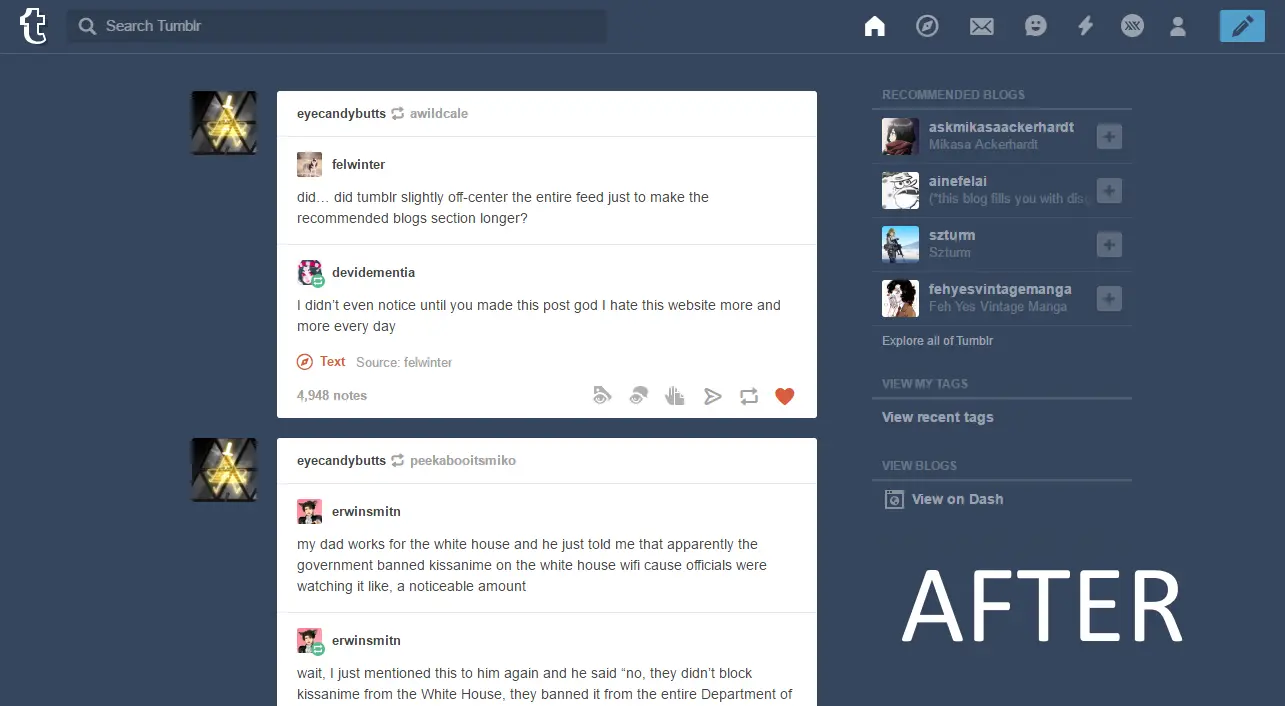 Search Tumblr
eyecandybutts awildcale
felwinter
did... did tumblr slightly off-center the entire feed just to make the
recommended blogs section longer?
devidementia
I didn't even notice until you made this post god I hate this website more and
more every day
Text Source: felwinter
4,948 notes
eyecandybutts peekabooitsmiko
erwinsmitn
my dad works for the white house and he just told me that apparently the
government banned kissanime on the white house wifi cause officials were
watching it like, a noticeable amount
erwinsmitn
wait, I just mentioned this to him again and he said “no, they didn't block
kissanime from the White House, they banned it from the entire Department of
RECOMMENDED BLOGS
askmikasaackerhardt
Mikasa Ackerhardt
ainefelai
(*this blog fills you with dis
szturm
Szturm
fehyesvintagemanga
Feh Yes Vintage Manga
Explore all of Tumblr
VIEW MY TAGS
View recent tags
VIEW BLOGS
View on Dash
AFTER